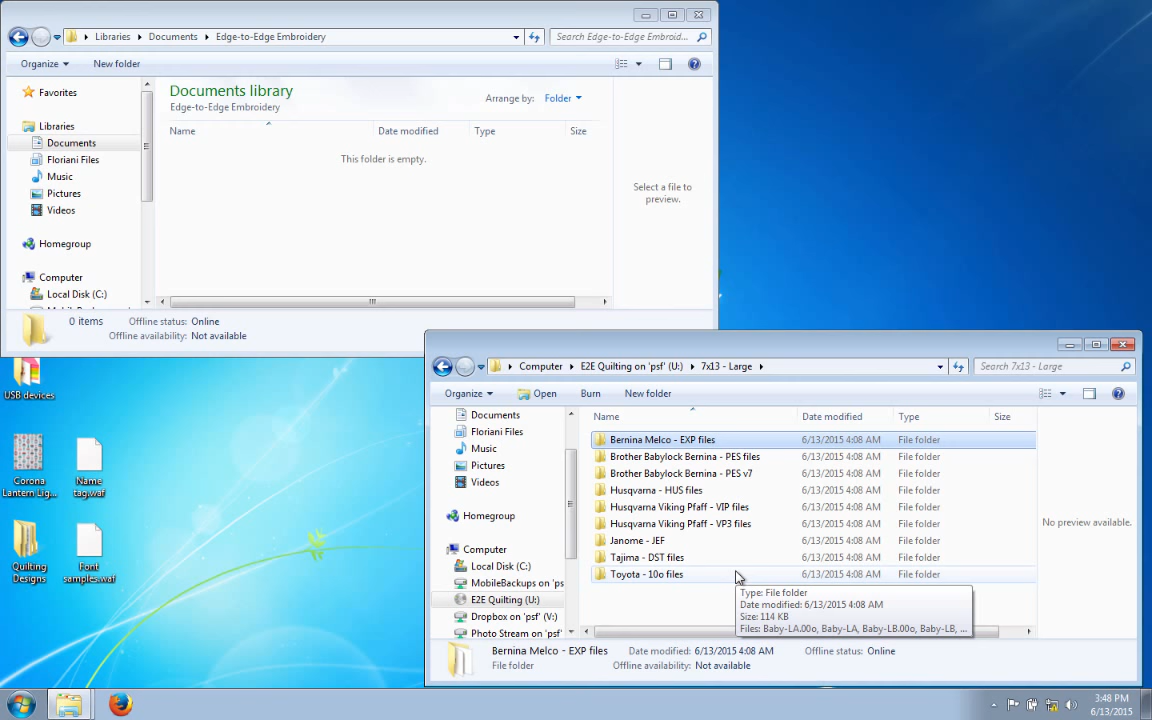 Libraries ▸ Documents ▸ Edge-to-Edge Embroidery
Search Edge-to-Edge Embroid...
Organize
New folder
Favorites
Libraries
Documents
Floriani Files
Music
Pictures
Videos
Homegroup
Computer
Local Disk (C:)
Documents library
Edge-to-Edge Embroidery
Arrange by: Folder
Name Date modified Type Size
This folder is empty.
Select a file to
preview.
0 items Offline status: Online
Offline availability: Not available
USB devices
Corona
Lantern Lig...
Name
tag.waf
Quilting
Designs
Font
samples.waf
Computer ▸ E2E Quilting on 'psf' (U:) ▸ 7x13 - Large ▸
Search 7x13 - Large
Organize Open Burn New folder
Documents
Floriani Files
Music
Pictures
Videos
Homegroup
Computer
Local Disk (C:)
MobileBackups on 'ps
E2E Quilting (U:)
Dropbox on 'psf' (V:)
Photo Stream on 'psf'
Name Date modified Type Size
Bernina Melco - EXP files 6/13/2015 4:08 AM File folder
Brother Babylock Bernina - PES files 6/13/2015 4:08 AM File folder
Brother Babylock Bernina - PES v7 6/13/2015 4:08 AM File folder
Husqvarna - HUS files 6/13/2015 4:08 AM File folder
Husqvarna Viking Pfaff - VIP files 6/13/2015 4:08 AM File folder
Husqvarna Viking Pfaff - VP3 files 6/13/2015 4:08 AM File folder
Janome - JEF 6/13/2015 4:08 AM File folder
Tajima - DST files 6/13/2015 4:08 AM File folder
Toyota - 10o files 6/13/2015 4:08 AM File folder
Type: File folder
Date modified: 6/13/2015 4:08 AM
Size: 114 KB
Files: Baby-LA.00o, Baby-LA, Baby-LB.00o, Baby-LB, ...
No preview available.
Bernina Melco - EXP files Date modified: 6/13/2015 4:08 AM Offline status: Online
File folder Offline availability: Not available
3:48 PM
6/13/2015